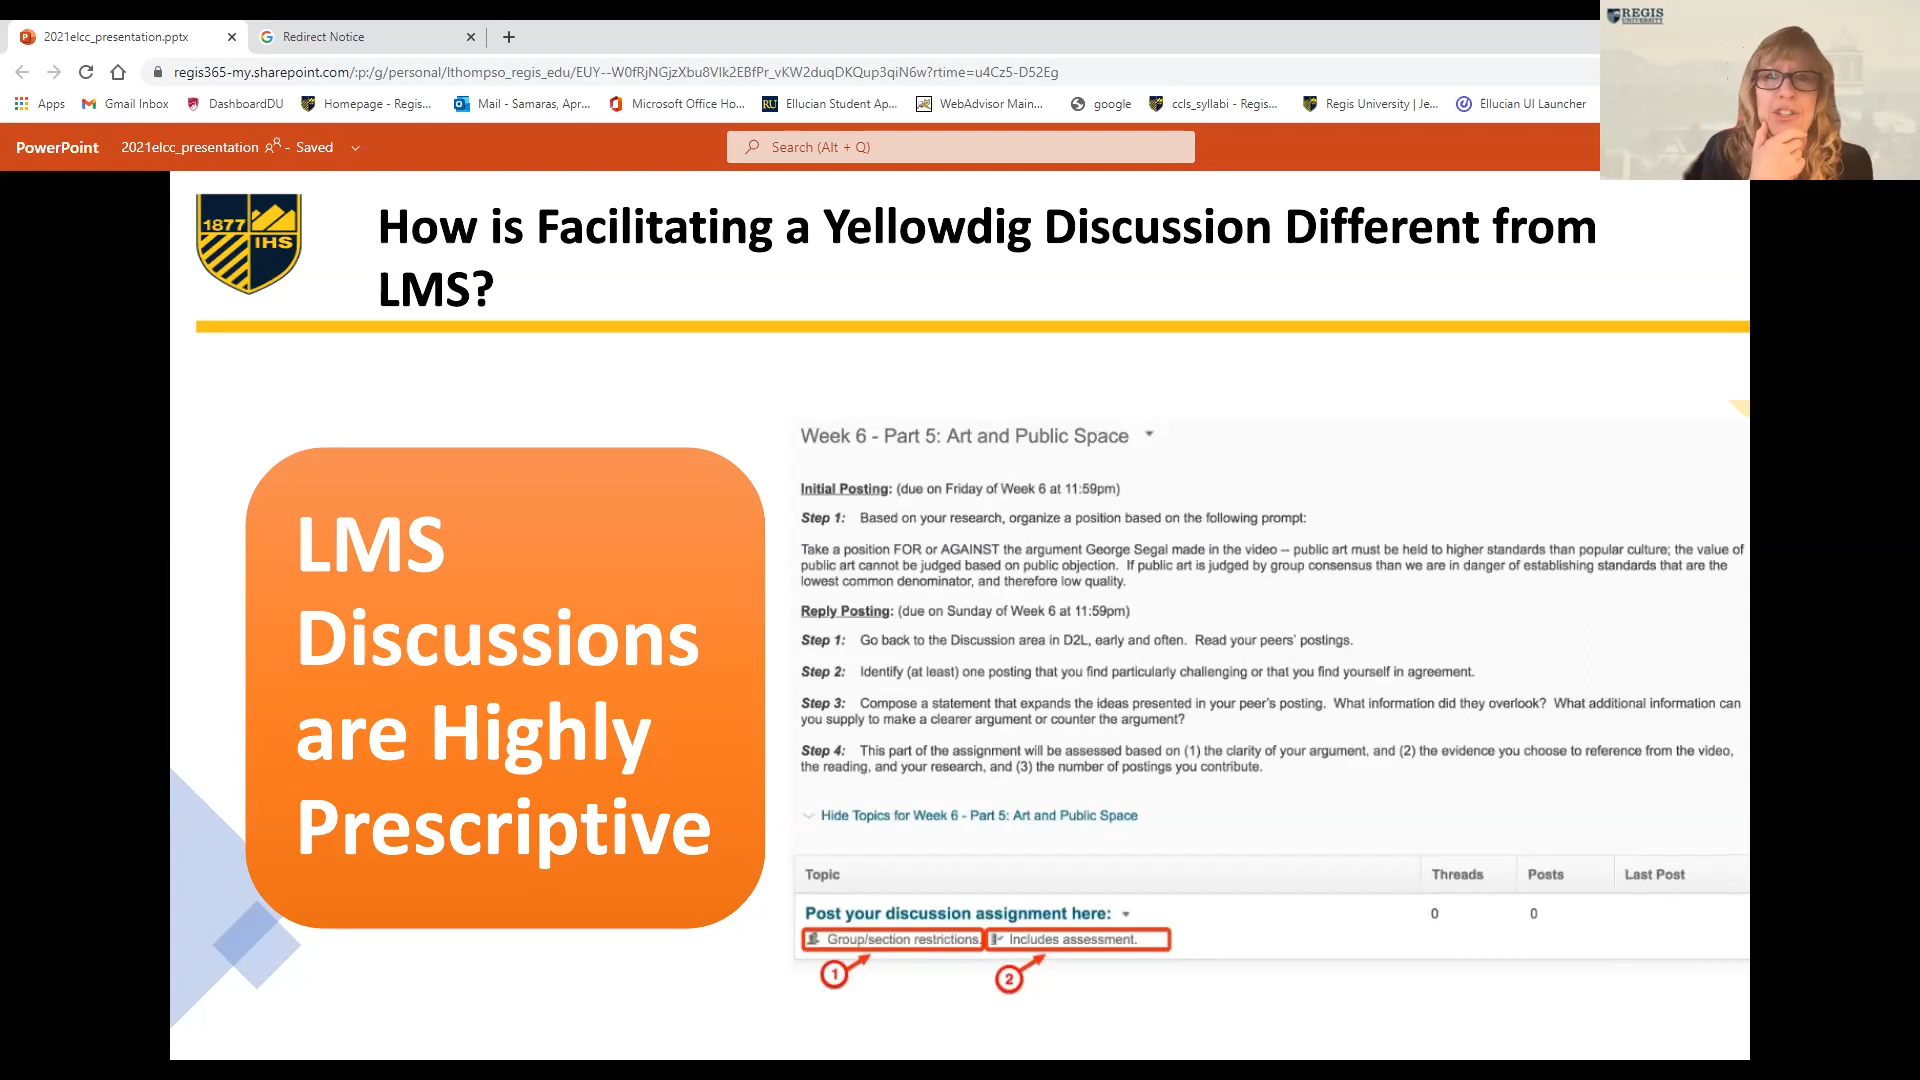 2021elcc_presentation.pptx
Redirect Notice
regis365-my.sharepoint.com/:p:/g/personal/lthompso_regis_edu/EUY--W0fRjNGjzXbu8Vlk2EBfPr_vKW2duqDKQup3qiN6w?rtime=u4Cz5-D52Eg
Apps Gmail Inbox DashboardDU Homepage - Regis... Mail - Samaras, Apr... Microsoft Office Ho... RU Ellucian Student Ap... WebAdvisor Main... google ccls_syllabi - Regis... Regis University | Je... Ellucian UI Launcher
REGIS
UNIVERSITY
PowerPoint 2021elcc_presentation - Saved
Search (Alt + Q)
1877
IHS
How is Facilitating a Yellowdig Discussion Different from
LMS?
LMS
Discussions
are Highly
Prescriptive
Week 6 - Part 5: Art and Public Space
Initial Posting: (due on Friday of Week 6 at 11:59pm)
Step 1: Based on your research, organize a position based on the following prompt:
Take a position FOR or AGAINST the argument George Segal made in the video -- public art must be held to higher standards than popular culture; the value of
public art cannot be judged based on public objection. If public art is judged by group consensus than we are in danger of establishing standards that are the
lowest common denominator, and therefore low quality.
Reply Posting: (due on Sunday of Week 6 at 11:59pm)
Step 1: Go back to the Discussion area in D2L, early and often. Read your peers' postings.
Step 2: Identify (at least) one posting that you find particularly challenging or that you find yourself in agreement.
Step 3: Compose a statement that expands the ideas presented in your peer's posting. What information did they overlook? What additional information can
you supply to make a clearer argument or counter the argument?
Step 4: This part of the assignment will be assessed based on (1) the clarity of your argument, and (2) the evidence you choose to reference from the video,
the reading, and your research, and (3) the number of postings you contribute.
Hide Topics for Week 6 - Part 5: Art and Public Space
Topic Threads Posts Last Post
Post your discussion assignment here: 0 0
Group/section restrictions. Includes assessment.
1 2